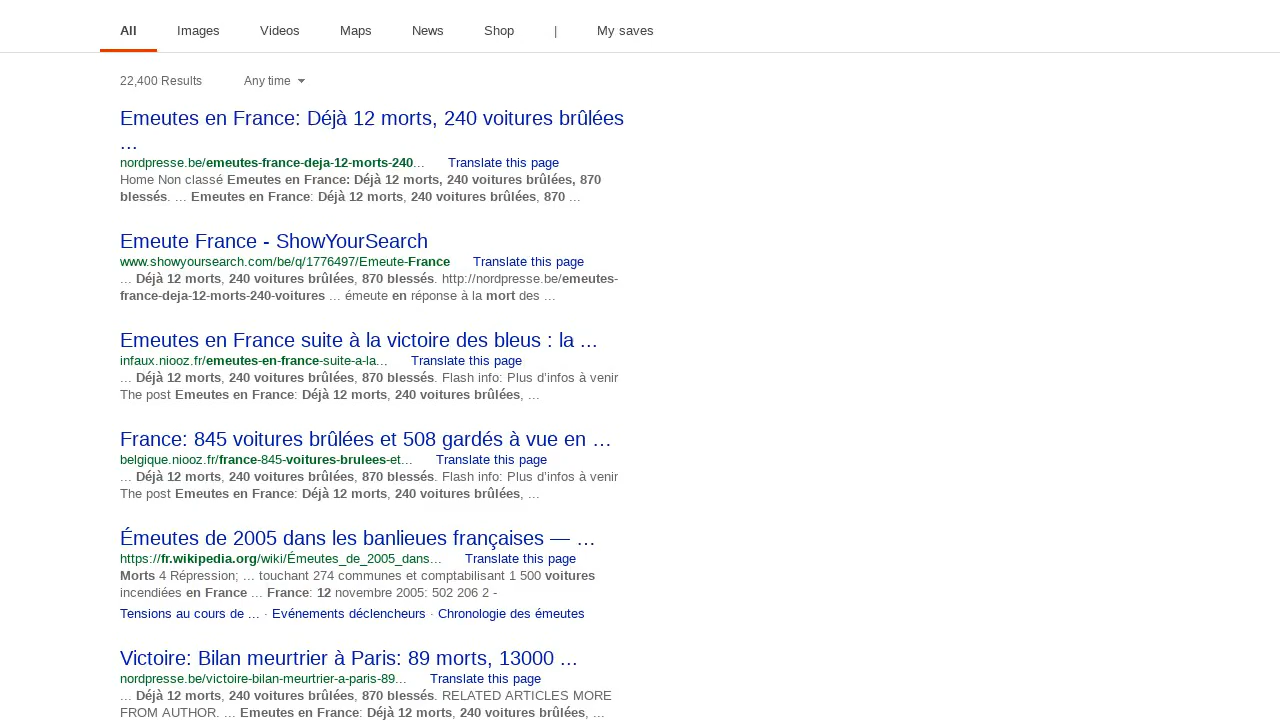 All Images Videos Maps News Shop | My saves
22,400 Results Any time
Emeutes en France: Déjà 12 morts, 240 voitures brûlées
...
nordpresse.be/emeutes-france-deja-12-morts-240... Translate this page
Home Non classé Emeutes en France: Déjà 12 morts, 240 voitures brûlées, 870
blessés. ... Emeutes en France: Déjà 12 morts, 240 voitures brûlées, 870 ...
Emeute France - ShowYourSearch
www.showyoursearch.com/be/q/1776497/Emeute-France Translate this page
... Déjà 12 morts, 240 voitures brûlées, 870 blessés. http://nordpresse.be/emeutes-
france-deja-12-morts-240-voitures ... émeute en réponse à la mort des ...
Emeutes en France suite à la victoire des bleus : la ...
infaux.niooz.fr/emeutes-en-france-suite-a-la... Translate this page
... Déjà 12 morts, 240 voitures brûlées, 870 blessés. Flash info: Plus d'infos à venir
The post Emeutes en France: Déjà 12 morts, 240 voitures brûlées, ...
France: 845 voitures brûlées et 508 gardés à vue en ...
belgique.niooz.fr/france-845-voitures-brulees-et... Translate this page
... Déjà 12 morts, 240 voitures brûlées, 870 blessés. Flash info: Plus d'infos à venir
The post Emeutes en France: Déjà 12 morts, 240 voitures brûlées, ...
Émeutes de 2005 dans les banlieues françaises — ...
https://fr.wikipedia.org/wiki/Émeutes_de_2005_dans... Translate this page
Morts 4 Répression; ... touchant 274 communes et comptabilisant 1 500 voitures
incendiées en France ... France: 12 novembre 2005: 502 206 2 -
Tensions au cours de ... · Evénements déclencheurs · Chronologie des émeutes
Victoire: Bilan meurtrier à Paris: 89 morts, 13000 ...
nordpresse.be/victoire-bilan-meurtrier-a-paris-89... Translate this page
... Déjà 12 morts, 240 voitures brûlées, 870 blessés. RELATED ARTICLES MORE
FROM AUTHOR. ... Emeutes en France: Déjà 12 morts, 240 voitures brûlées, ...